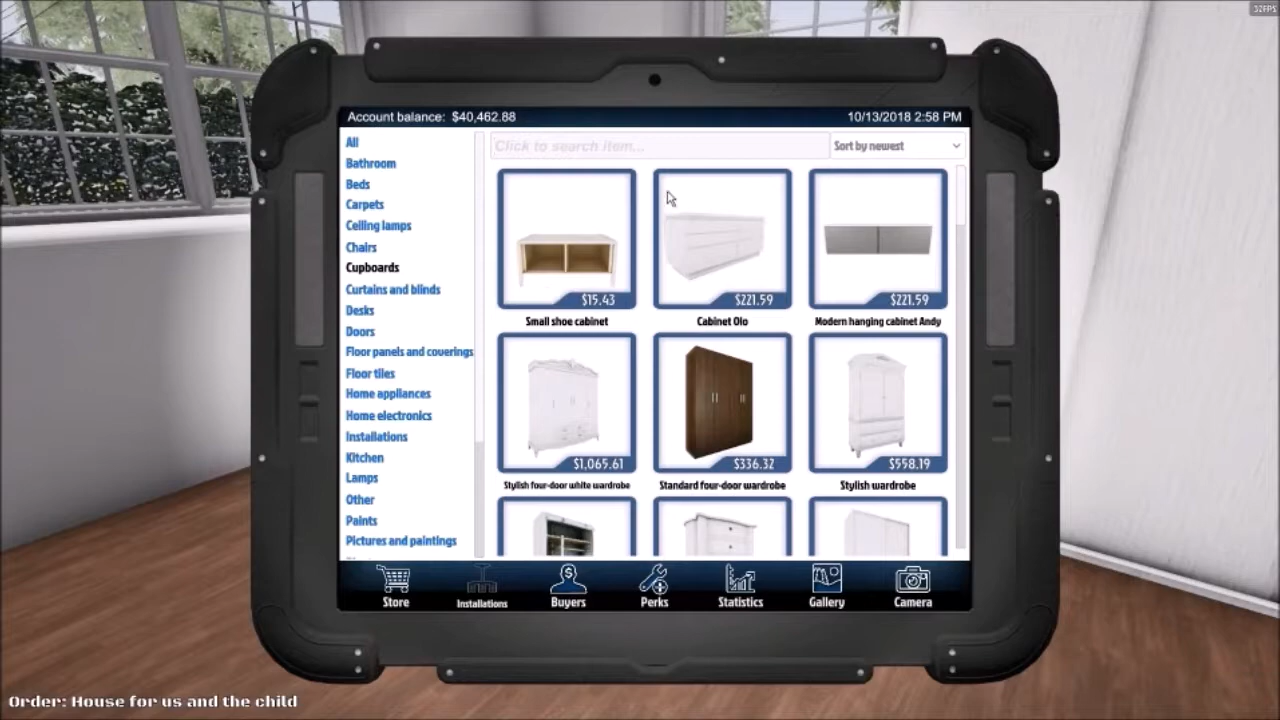 32FPS
Account balance: $40,462.88
10/13/2018 2:58 PM
All
Bathroom
Beds
Carpets
Ceiling lamps
Chairs
Cupboards
Curtains and blinds
Desks
Doors
Floor panels and coverings
Floor tiles
Home appliances
Home electronics
Installations
Kitchen
Lamps
Other
Paints
Pictures and paintings
Click to search item...
Sort by newest
$15.43
$221.59
$221.59
Small shoe cabinet
Cabinet Olo
Modern hanging cabinet Andy
$1,065.61
$336.32
$558.19
Stylish four-door white wardrobe
Standard four-door wardrobe
Stylish wardrobe
Store
Installations
Buyers
Perks
Statistics
Gallery
Camera
Order: House for us and the child